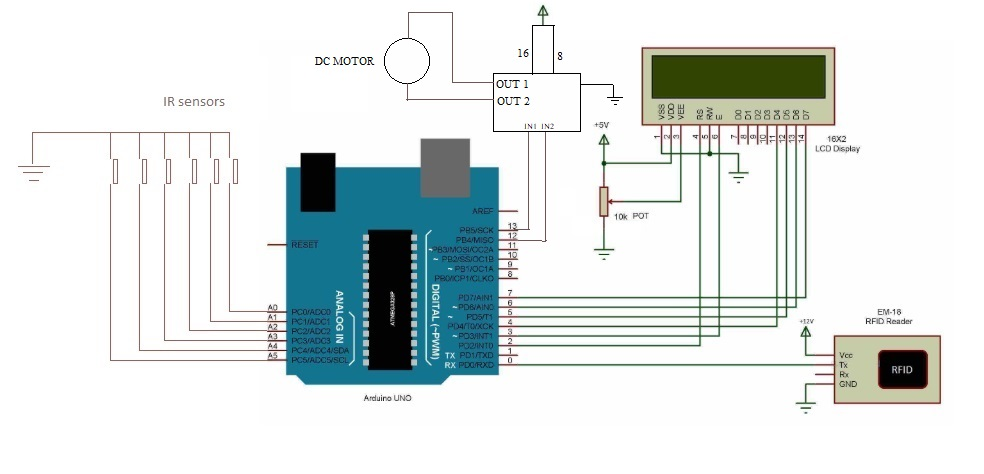 DC MOTOR
16
8
OUT 1
OUT 2
IN1 IN2
IR sensors
+5V
10k POT
VSS
VDD
VEE
RS
RW
E
D0
D1
D2
D3
D4
D5
D6
D7
1
2
3
4
5
6
7
8
9
10
11
12
13
14
16X2
LCD Display
RESET
AREF
PB5/SCK 13
PB4/MISO 12
~PB3/MOSI/OC2A 11
~ PB2/SS/OC1B 10
~ PB1/OC1A 9
PB0/ICP1/CLKO 8
PD7/AIN1 7
~ PD6/AIN0 6
~ PD5/T1 5
PD4/T0/XCK 4
~ PD3/INT1 3
PD2/INT0 2
TX PD1/TXD 1
RX PD0/RXD 0
DIGITAL (~PWM)
ANALOG IN
A0 PC0/ADC0
A1 PC1/ADC1
A2 PC2/ADC2
A3 PC3/ADC3
A4 PC4/ADC4/SDA
A5 PC5/ADC5/SCL
Arduino UNO
EM-18
RFID Reader
+12V
Vcc
Tx
Rx
GND
RFID